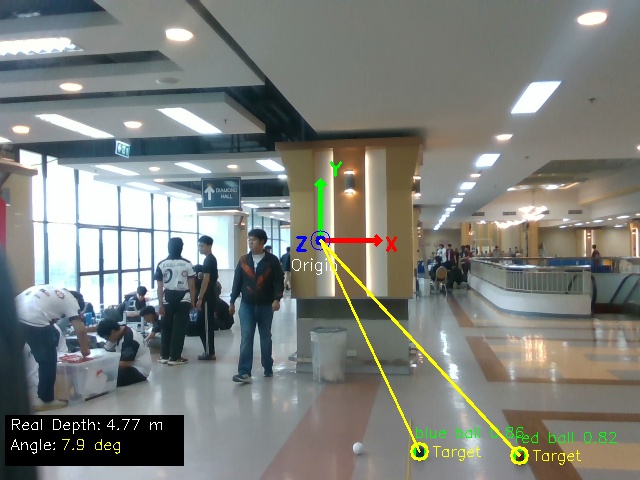 DIAMOND
HALL
2
Y
Z
X
Origin
blue ball 0.86
red ball 0.82
Target
Target
Real Depth: 4.77 m
Angle: 7.9 deg